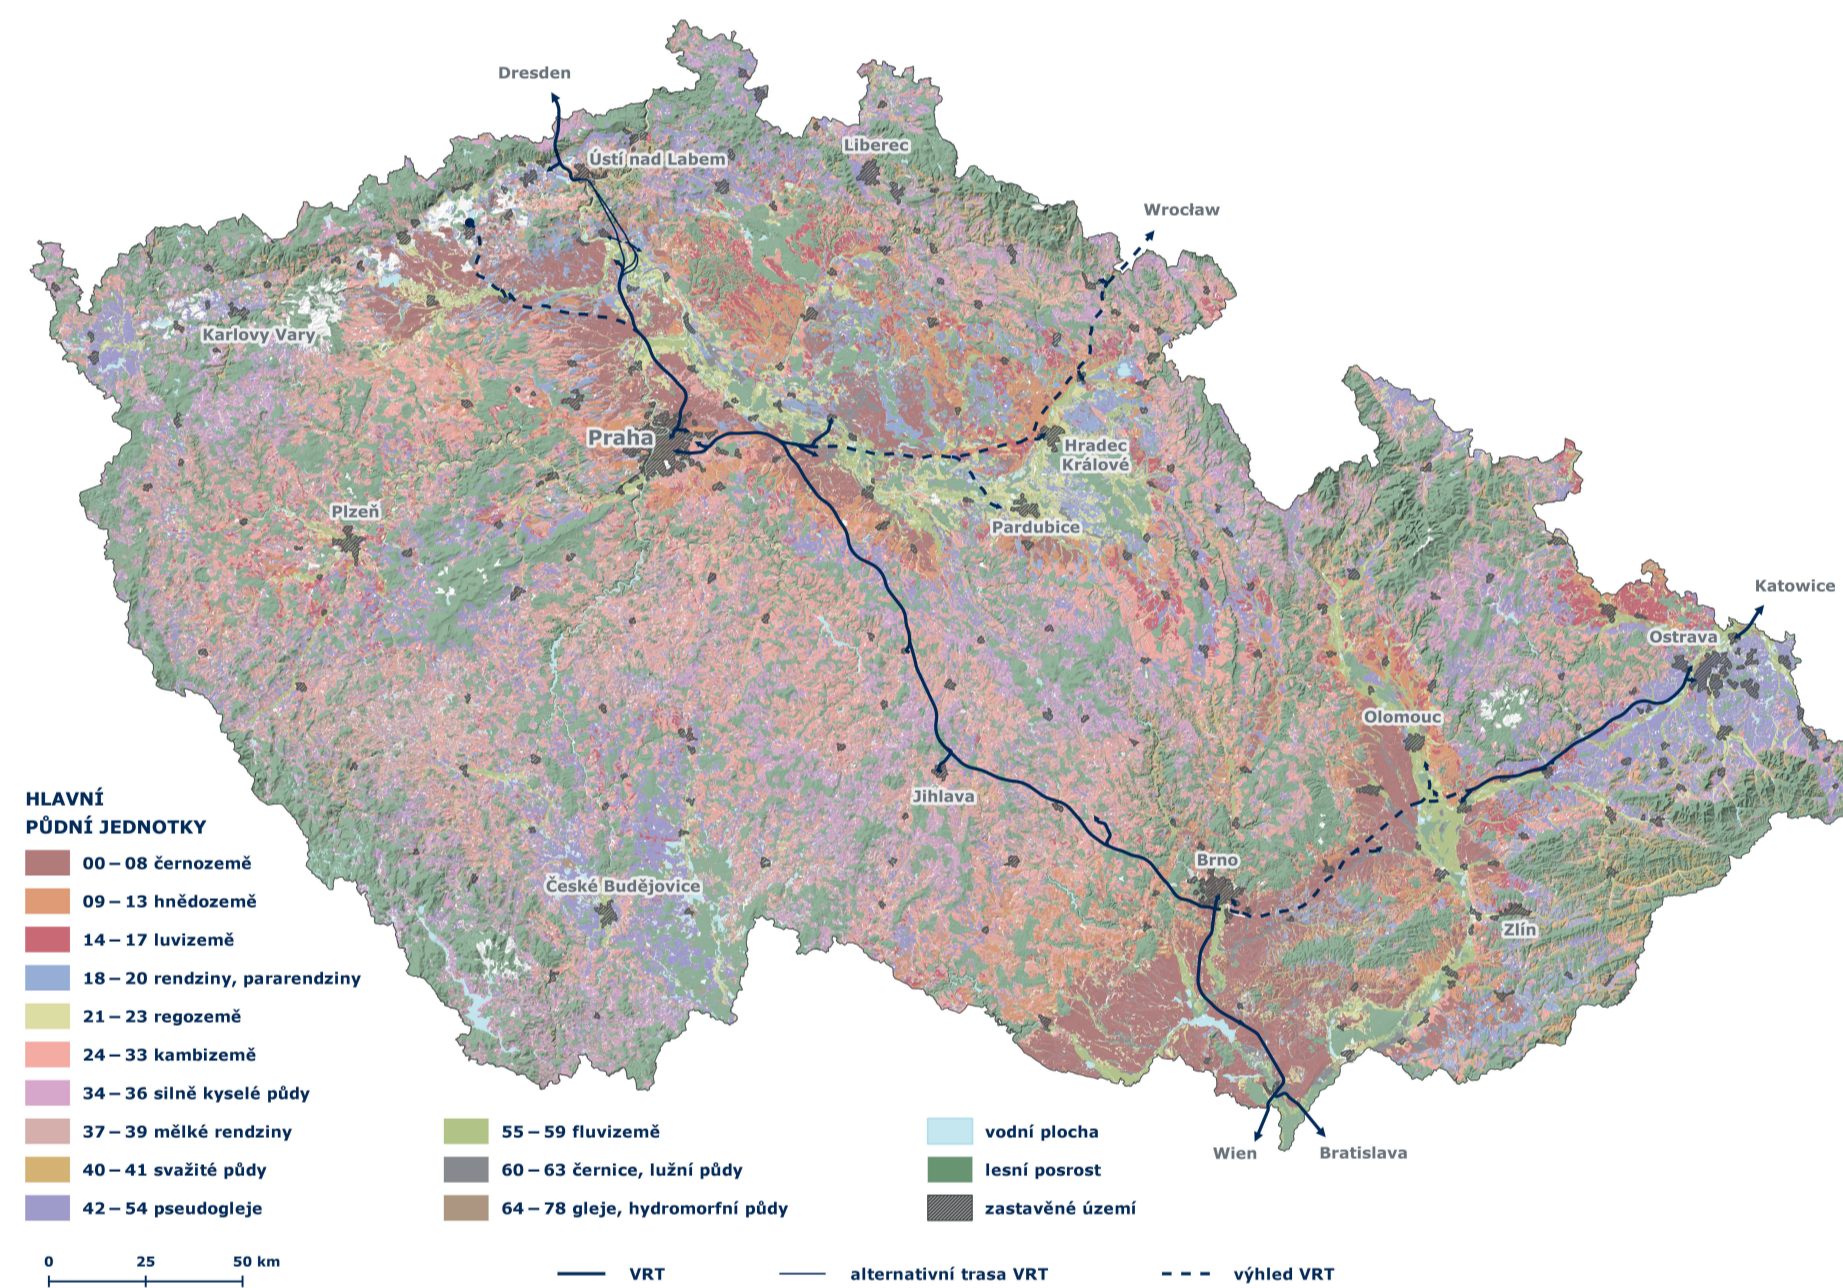 Dresden
Ústí nad Labem
Liberec
Wrocław
Karlovy Vary
Praha
Hradec
Králové
Plzeň
Pardubice
Katowice
Ostrava
Olomouc
Jihlava
Brno
České Budějovice
Zlín
Wien
Bratislava
HLAVNÍ
PŮDNÍ JEDNOTKY
00 – 08 černozemě
09 – 13 hnědozemě
14 – 17 luvizemě
18 – 20 rendziny, pararendziny
21 – 23 regozemě
24 – 33 kambizemě
34 – 36 silně kyselé půdy
37 – 39 mělké rendziny
40 – 41 svažité půdy
42 – 54 pseudogleje
55 – 59 fluvizemě
60 – 63 černice, lužní půdy
64 – 78 gleje, hydromorfní půdy
vodní plocha
lesní posrost
zastavěné území
0 25 50 km
VRT
alternativní trasa VRT
výhled VRT